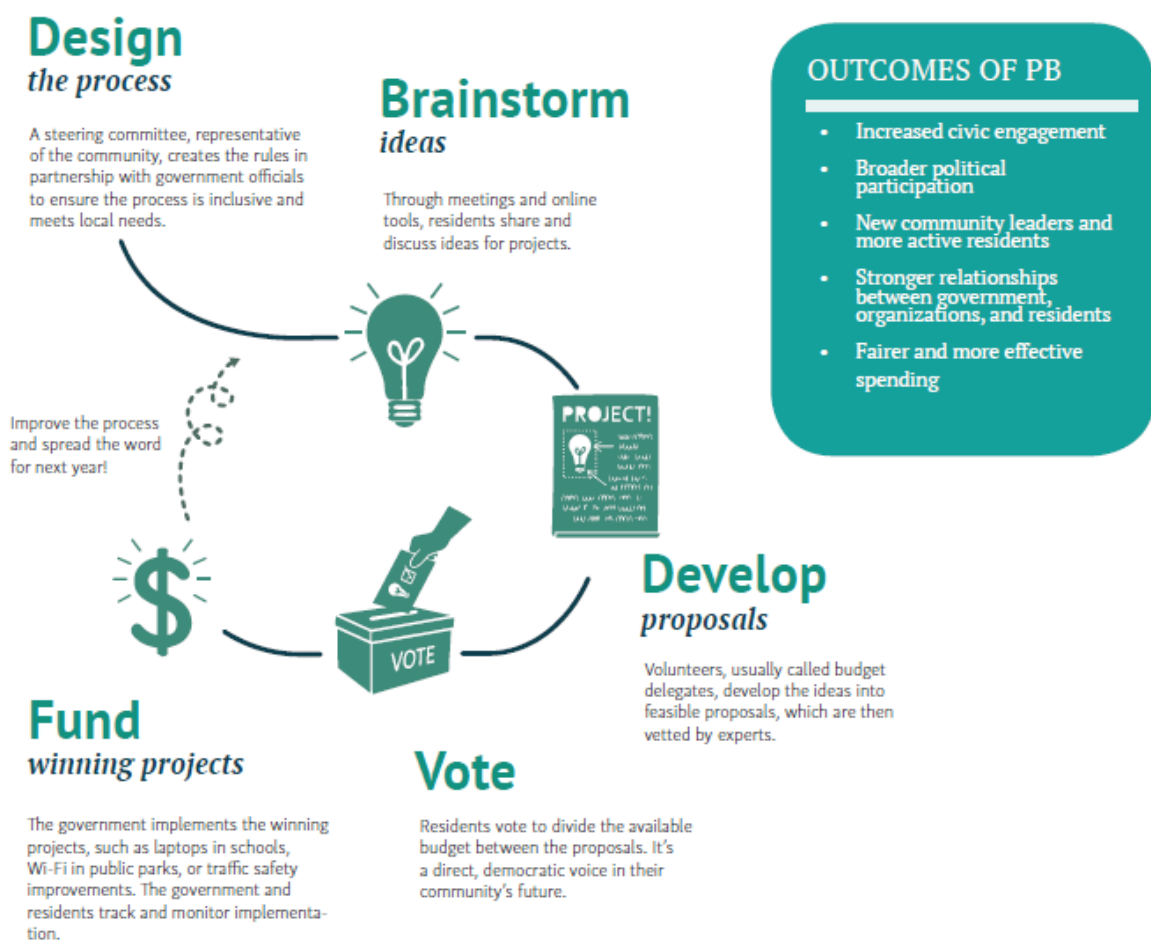 Design
the process
A steering committee, representative
of the community, creates the rules in
partnership with government officials
to ensure the process is inclusive and
meets local needs.
Brainstorm
ideas
Through meetings and online
tools, residents share and
discuss ideas for projects.
OUTCOMES OF PB
• Increased civic engagement
• Broader political
participation
• New community leaders and
more active residents
• Stronger relationships
between government,
organizations, and residents
• Fairer and more effective
spending
Improve the process
and spread the word
for next year!
PROJECT!
VOTE
Develop
proposals
Volunteers, usually called budget
delegates, develop the ideas into
feasible proposals, which are then
vetted by experts.
Fund
winning projects
The government implements the winning
projects, such as laptops in schools,
Wi-Fi in public parks, or traffic safety
improvements. The government and
residents track and monitor implementa-
tion.
Vote
Residents vote to divide the available
budget between the proposals. It's
a direct, democratic voice in their
community's future.